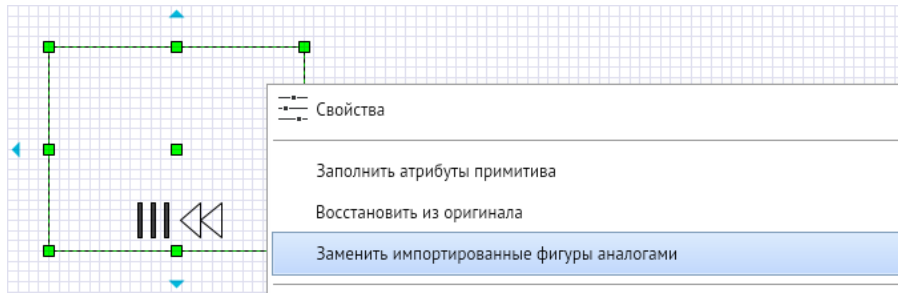 Свойства
Заполнить атрибуты примитива
Восстановить из оригинала
Заменить импортированные фигуры аналогами